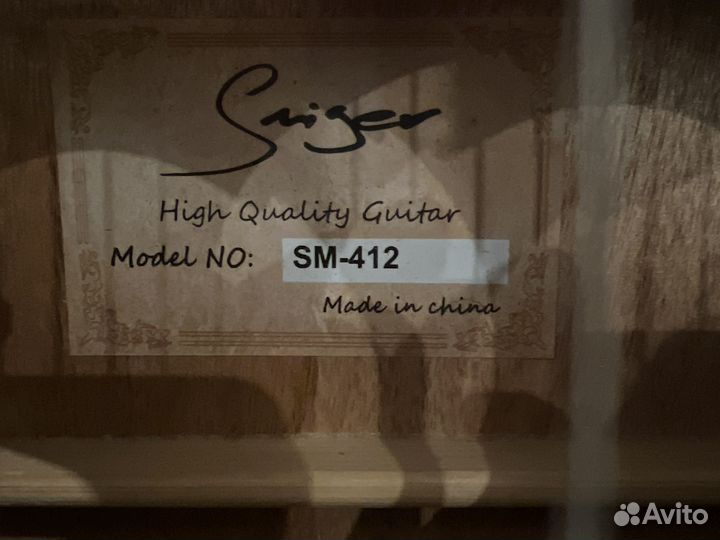 Smiger
High Quality Guitar
Model NO: SM-412
Made in china
Avito